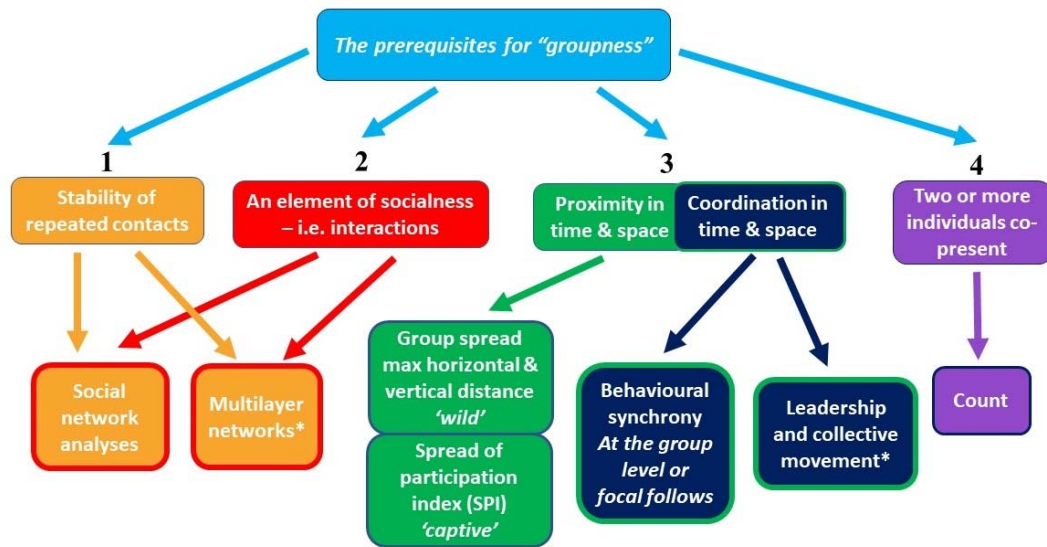 The prerequisites for “groupness”
1
2
3
4
Stability of
repeated contacts
An element of socialness
– i.e. interactions
Proximity in
time & space
Coordination in
time & space
Two or more
individuals co-
present
Social
network
analyses
Multilayer
networks*
Group spread
max horizontal &
vertical distance
‘wild’
Spread of
participation
index (SPI)
‘captive’
Behavioural
synchrony
At the group
level or
focal follows
Leadership
and collective
movement*
Count